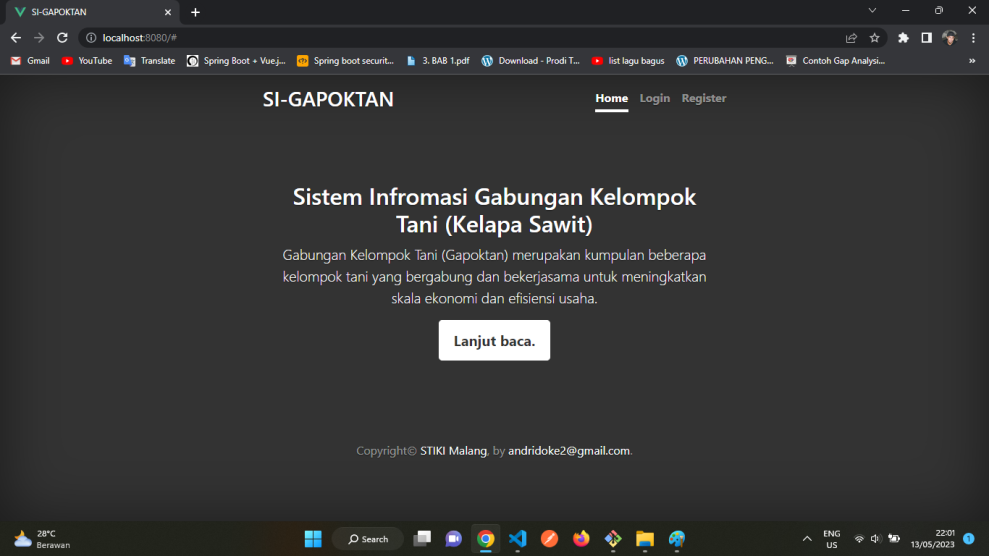 SI-GAPOKTAN
localhost:8080/#
Gmail
YouTube
Translate
Spring Boot + Vue.j...
Spring boot securit...
3. BAB 1.pdf
Download - Prodi T...
list lagu bagus
PERUBAHAN PENG...
Contoh Gap Analysi...
SI-GAPOKTAN
Home
Login
Register
Sistem Infromasi Gabungan Kelompok
Tani (Kelapa Sawit)
Gabungan Kelompok Tani (Gapoktan) merupakan kumpulan beberapa
kelompok tani yang bergabung dan bekerjasama untuk meningkatkan
skala ekonomi dan efisiensi usaha.
Lanjut baca.
Copyright© STIKI Malang, by andridoke2@gmail.com.
28°C
Berawan
Search
ENG
US
22:01
13/05/2023
1